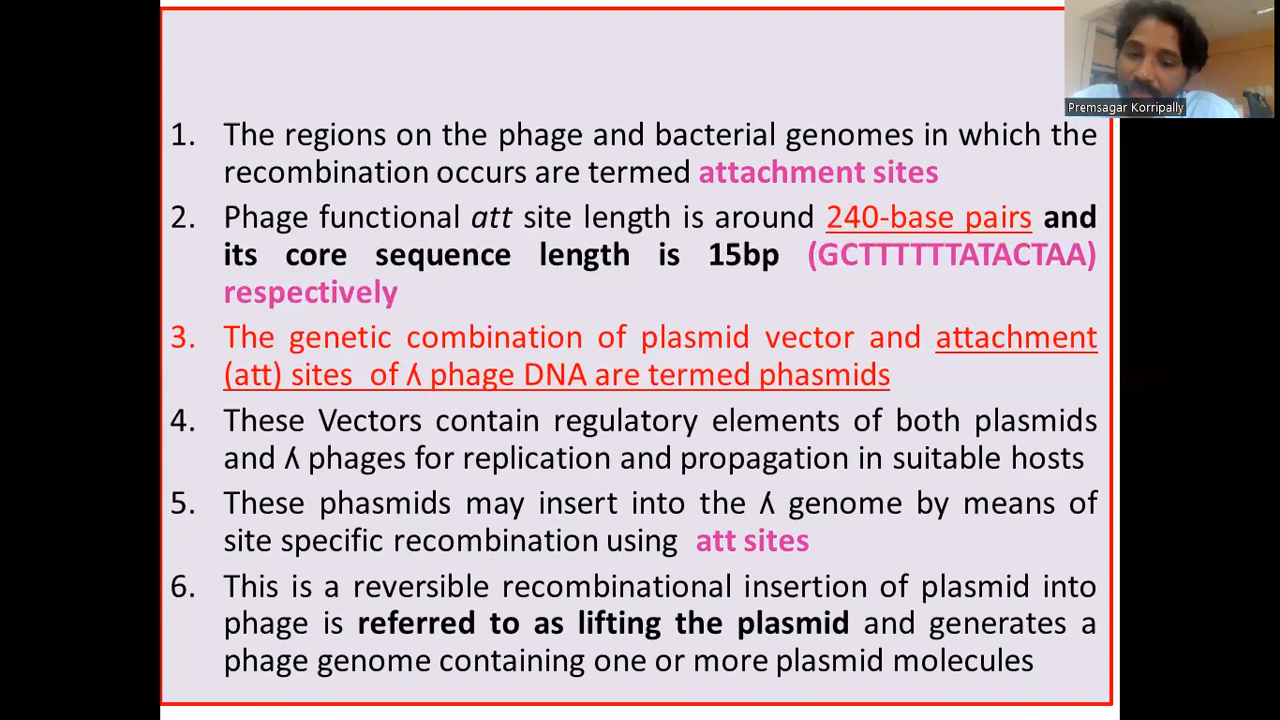 Premsagar Korripally
1. The regions on the phage and bacterial genomes in which the
recombination occurs are termed attachment sites
2. Phage functional att site length is around 240-base pairs and
its core sequence length is 15bp (GCTTTTTTATACTAA)
respectively
3. The genetic combination of plasmid vector and attachment
(att) sites of ʎ phage DNA are termed phasmids
4. These Vectors contain regulatory elements of both plasmids
and ʎ phages for replication and propagation in suitable hosts
5. These phasmids may insert into the ʎ genome by means of
site specific recombination using att sites
6. This is a reversible recombinational insertion of plasmid into
phage is referred to as lifting the plasmid and generates a
phage genome containing one or more plasmid molecules